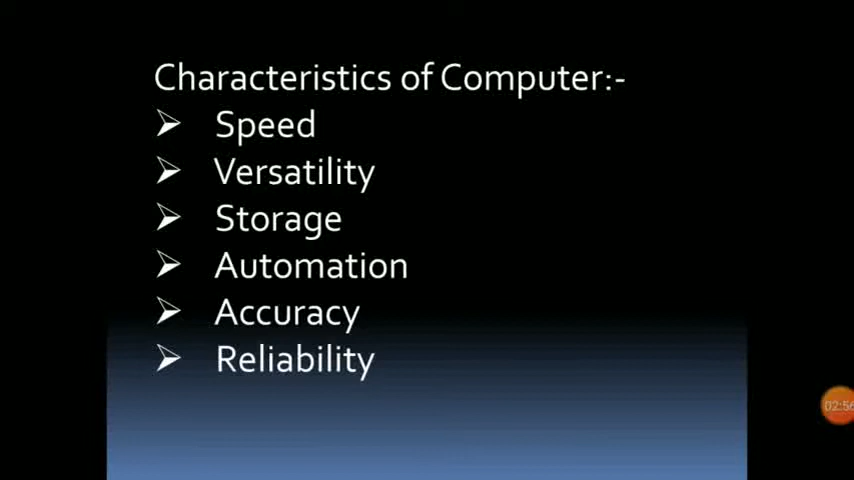 Characteristics of Computer:-
➢ Speed
➢ Versatility
➢ Storage
➢ Automation
➢ Accuracy
➢ Reliability
02:56